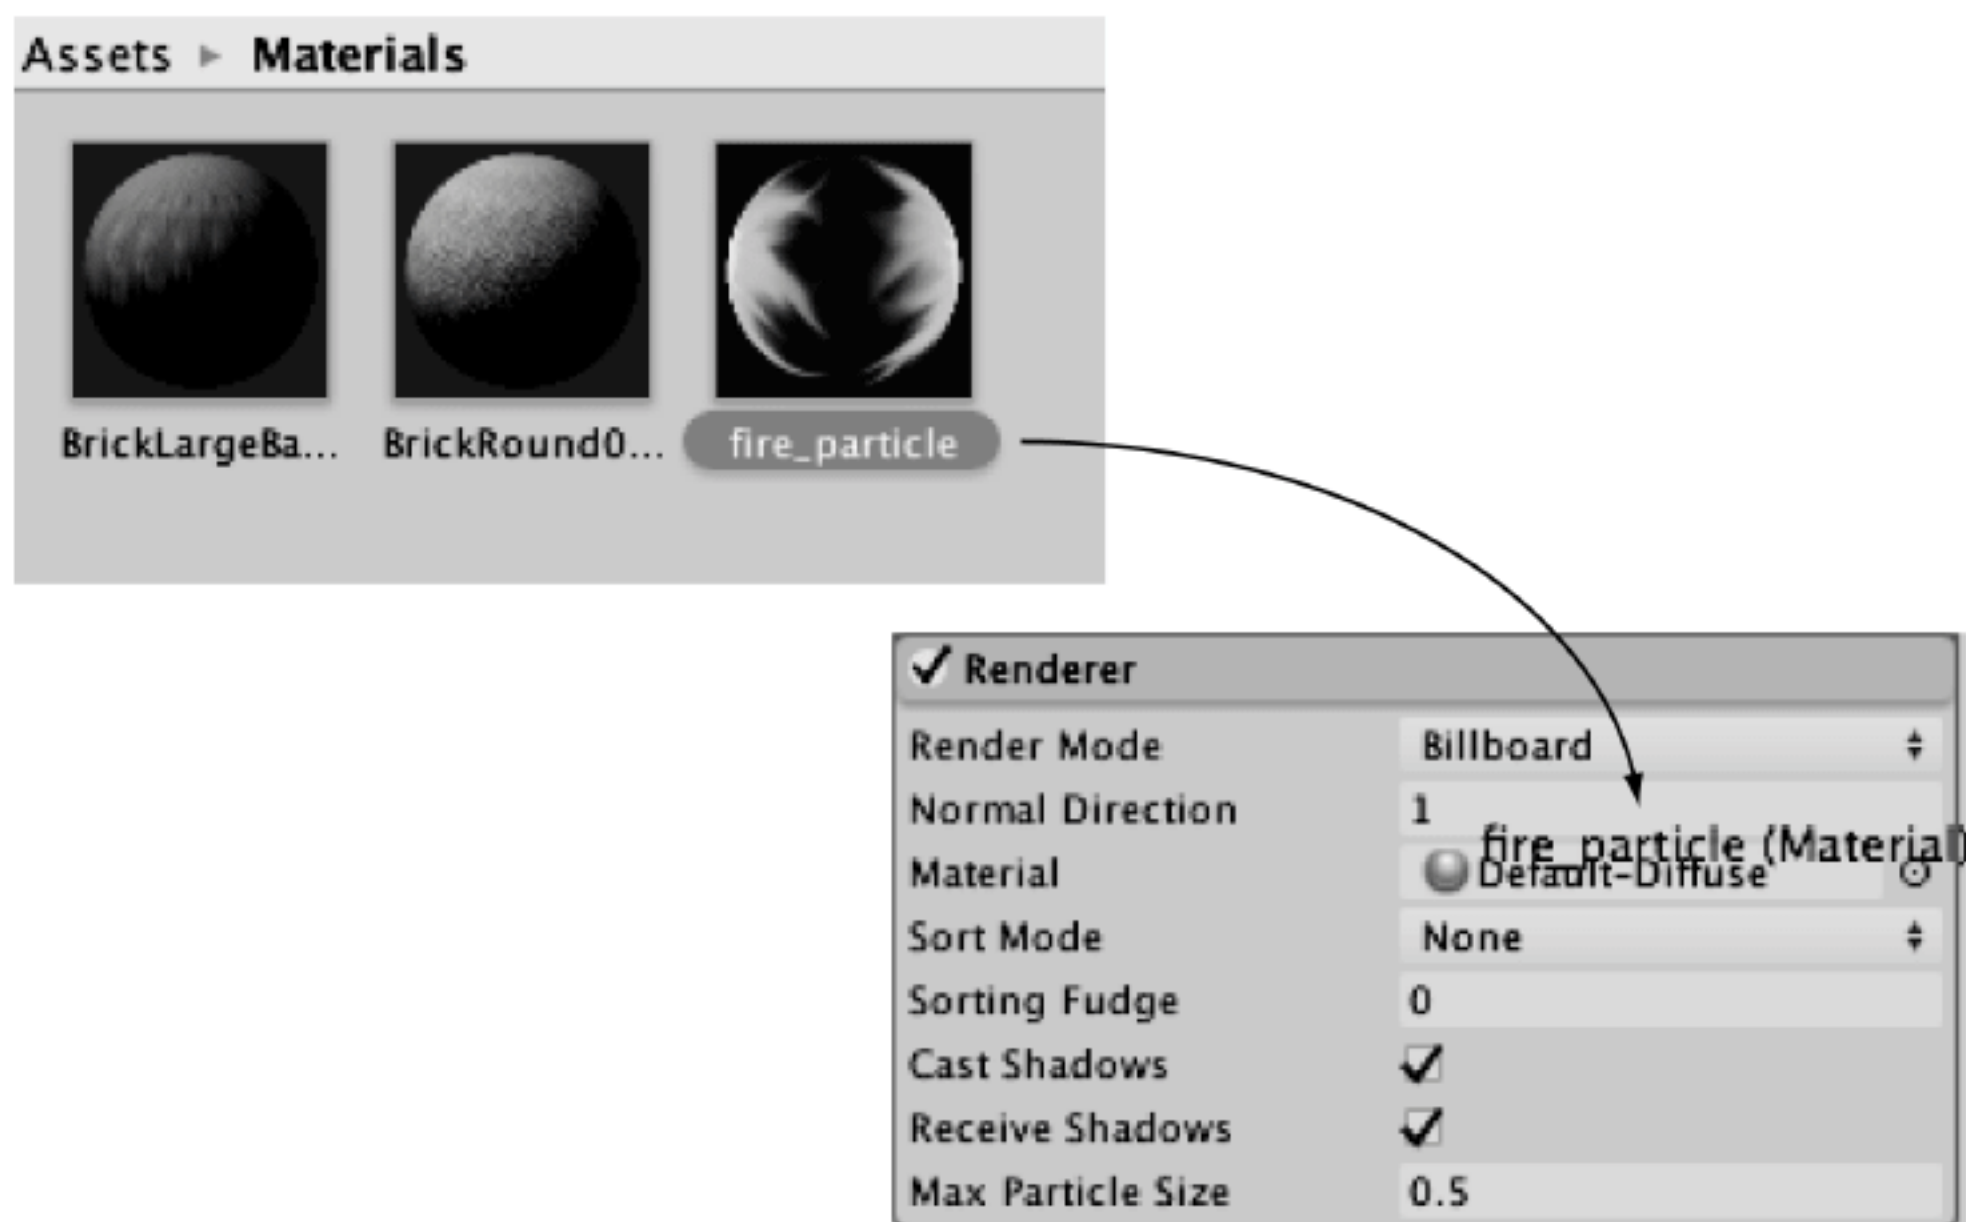 Assets ▸ Materials
BrickLargeBa... BrickRound0... fire_particle
Renderer
Render Mode Billboard
Normal Direction 1
fire_particle (Material)
Material Default-Diffuse
Sort Mode None
Sorting Fudge 0
Cast Shadows
Receive Shadows
Max Particle Size 0.5